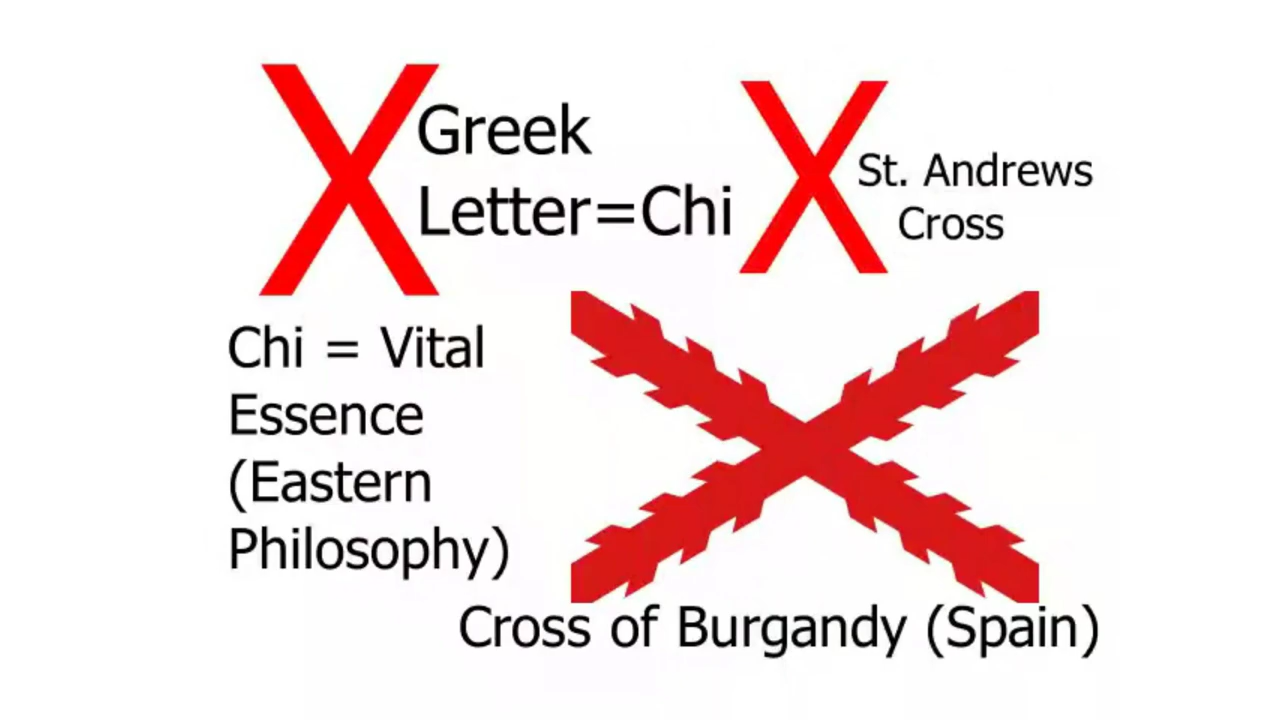 X
Greek
Letter=Chi
X
St. Andrews
Cross
Chi = Vital
Essence
(Eastern
Philosophy)
Cross of Burgandy (Spain)